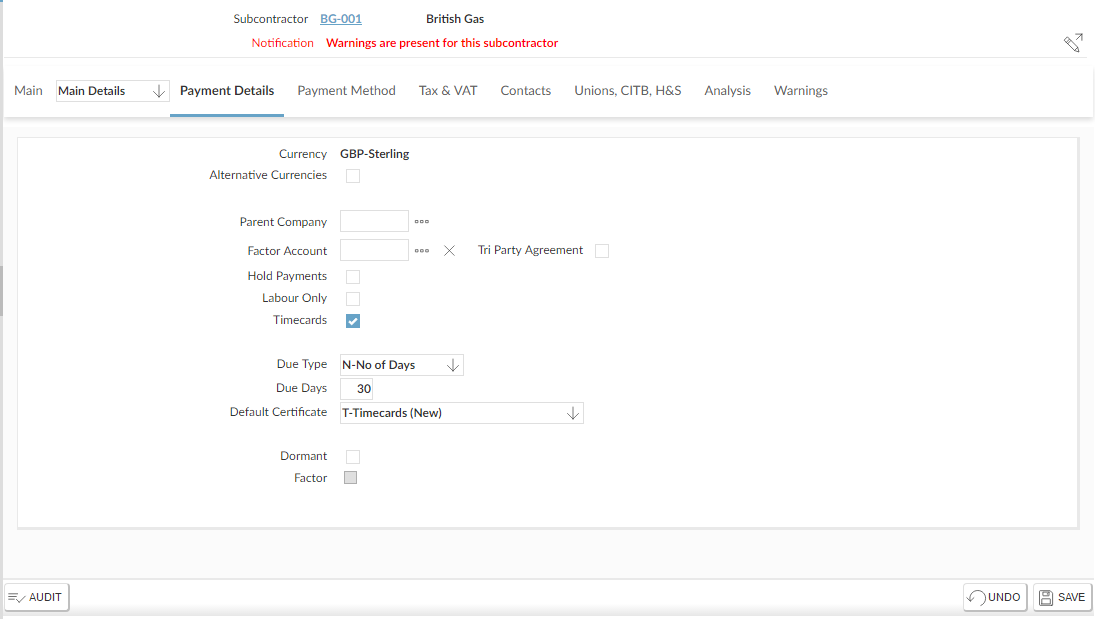 Subcontractor BG-001 British Gas
Notification Warnings are present for this subcontractor
Main Main Details Payment Details Payment Method Tax & VAT Contacts Unions, CITB, H&S Analysis Warnings
Currency GBP-Sterling
Alternative Currencies
Parent Company
Factor Account Tri Party Agreement
Hold Payments
Labour Only
Timecards
Due Type N-No of Days
Due Days 30
Default Certificate T-Timecards (New)
Dormant
Factor
AUDIT UNDO SAVE